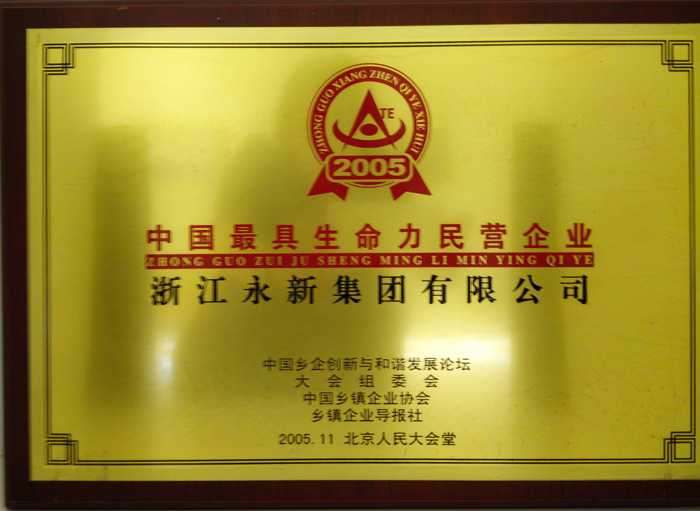 ZHONG GUO XIANG ZHEN QI YE XIE HUI
TE
2005
中国最具生命力民营企业
ZHONG GUO ZUI JU SHENG MING LI MIN YING QI YE
浙江永新集团有限公司
中国乡企创新与和谐发展论坛
大会组委会
中国乡镇企业协会
乡镇企业导报社
2005.11 北京人民大会堂